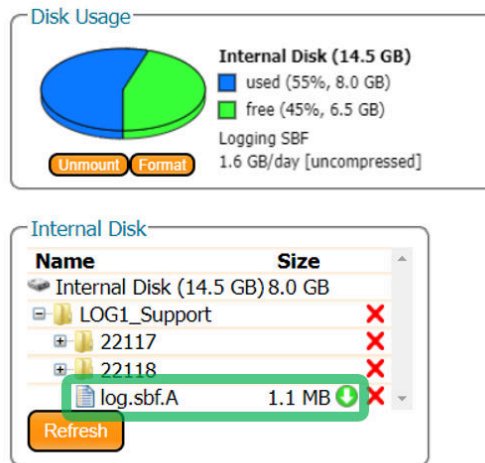 Disk Usage
Internal Disk (14.5 GB)
used (55%, 8.0 GB)
free (45%, 6.5 GB)
Logging SBF
1.6 GB/day [uncompressed]
Unmount Format
Internal Disk
Name Size
Internal Disk (14.5 GB) 8.0 GB
LOG1_Support
22117
22118
log.sbf.A 1.1 MB
Refresh